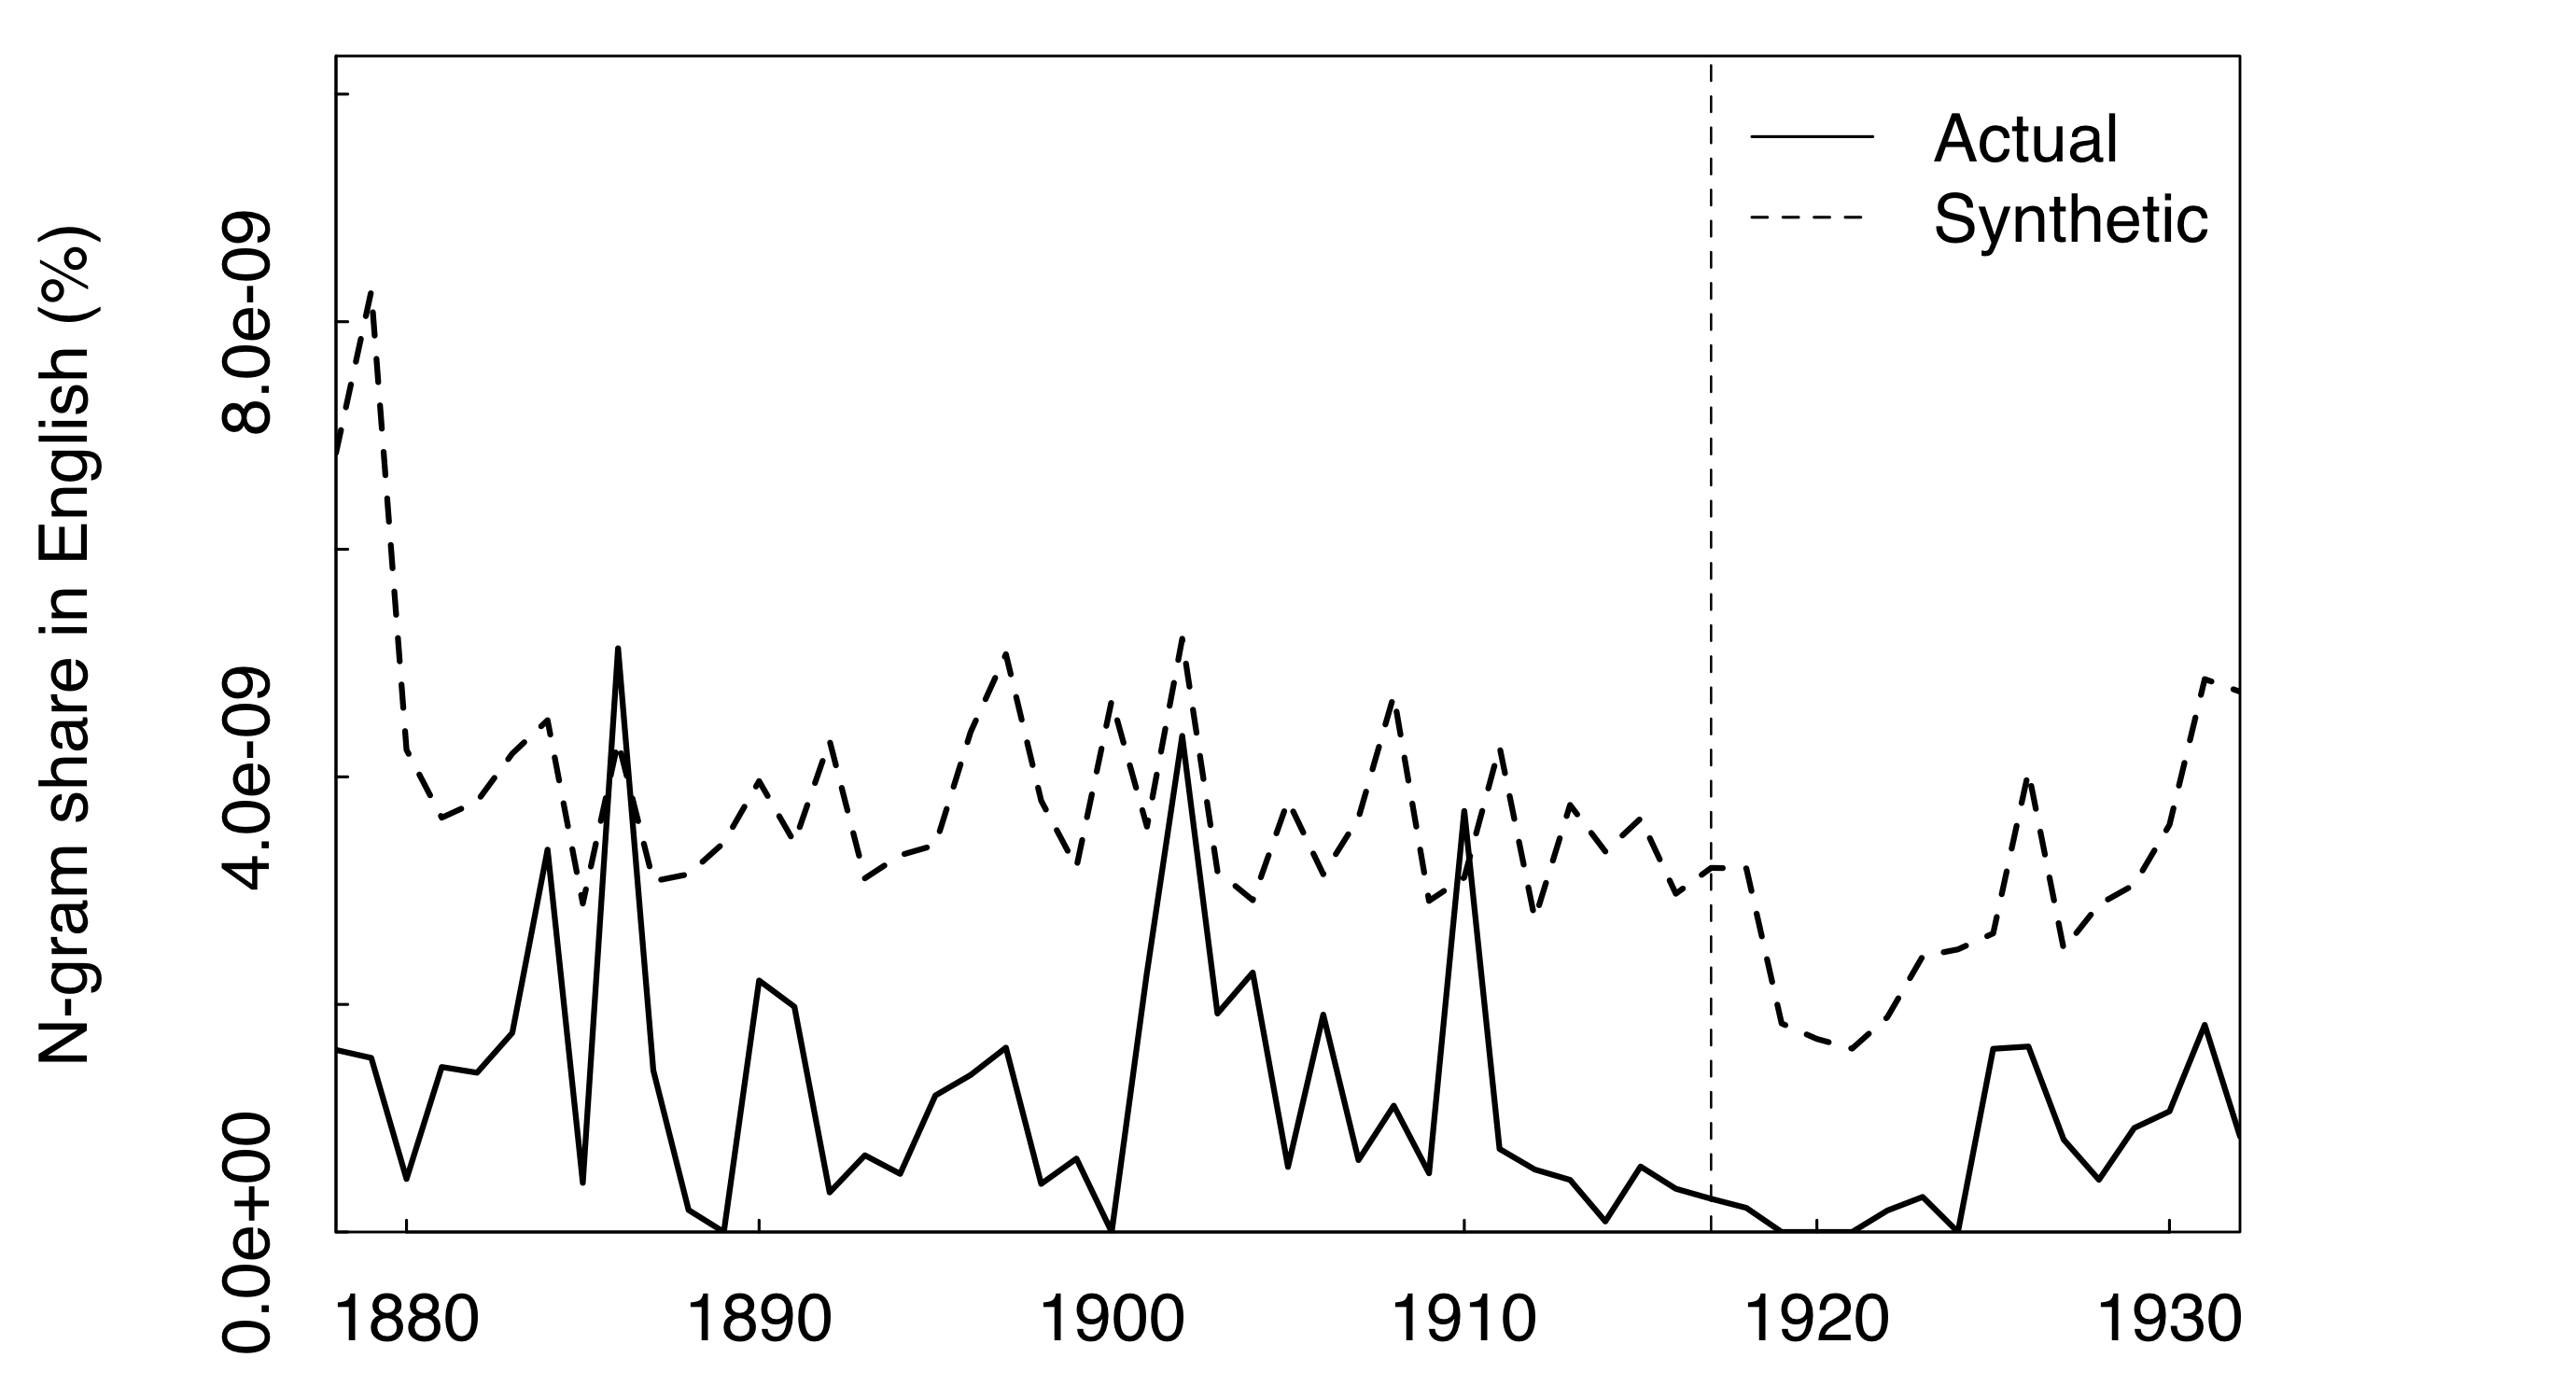 N-gram share in English (%)
8.0e-09
4.0e-09
0.0e+00
Actual
Synthetic
1880 1890 1900 1910 1920 1930